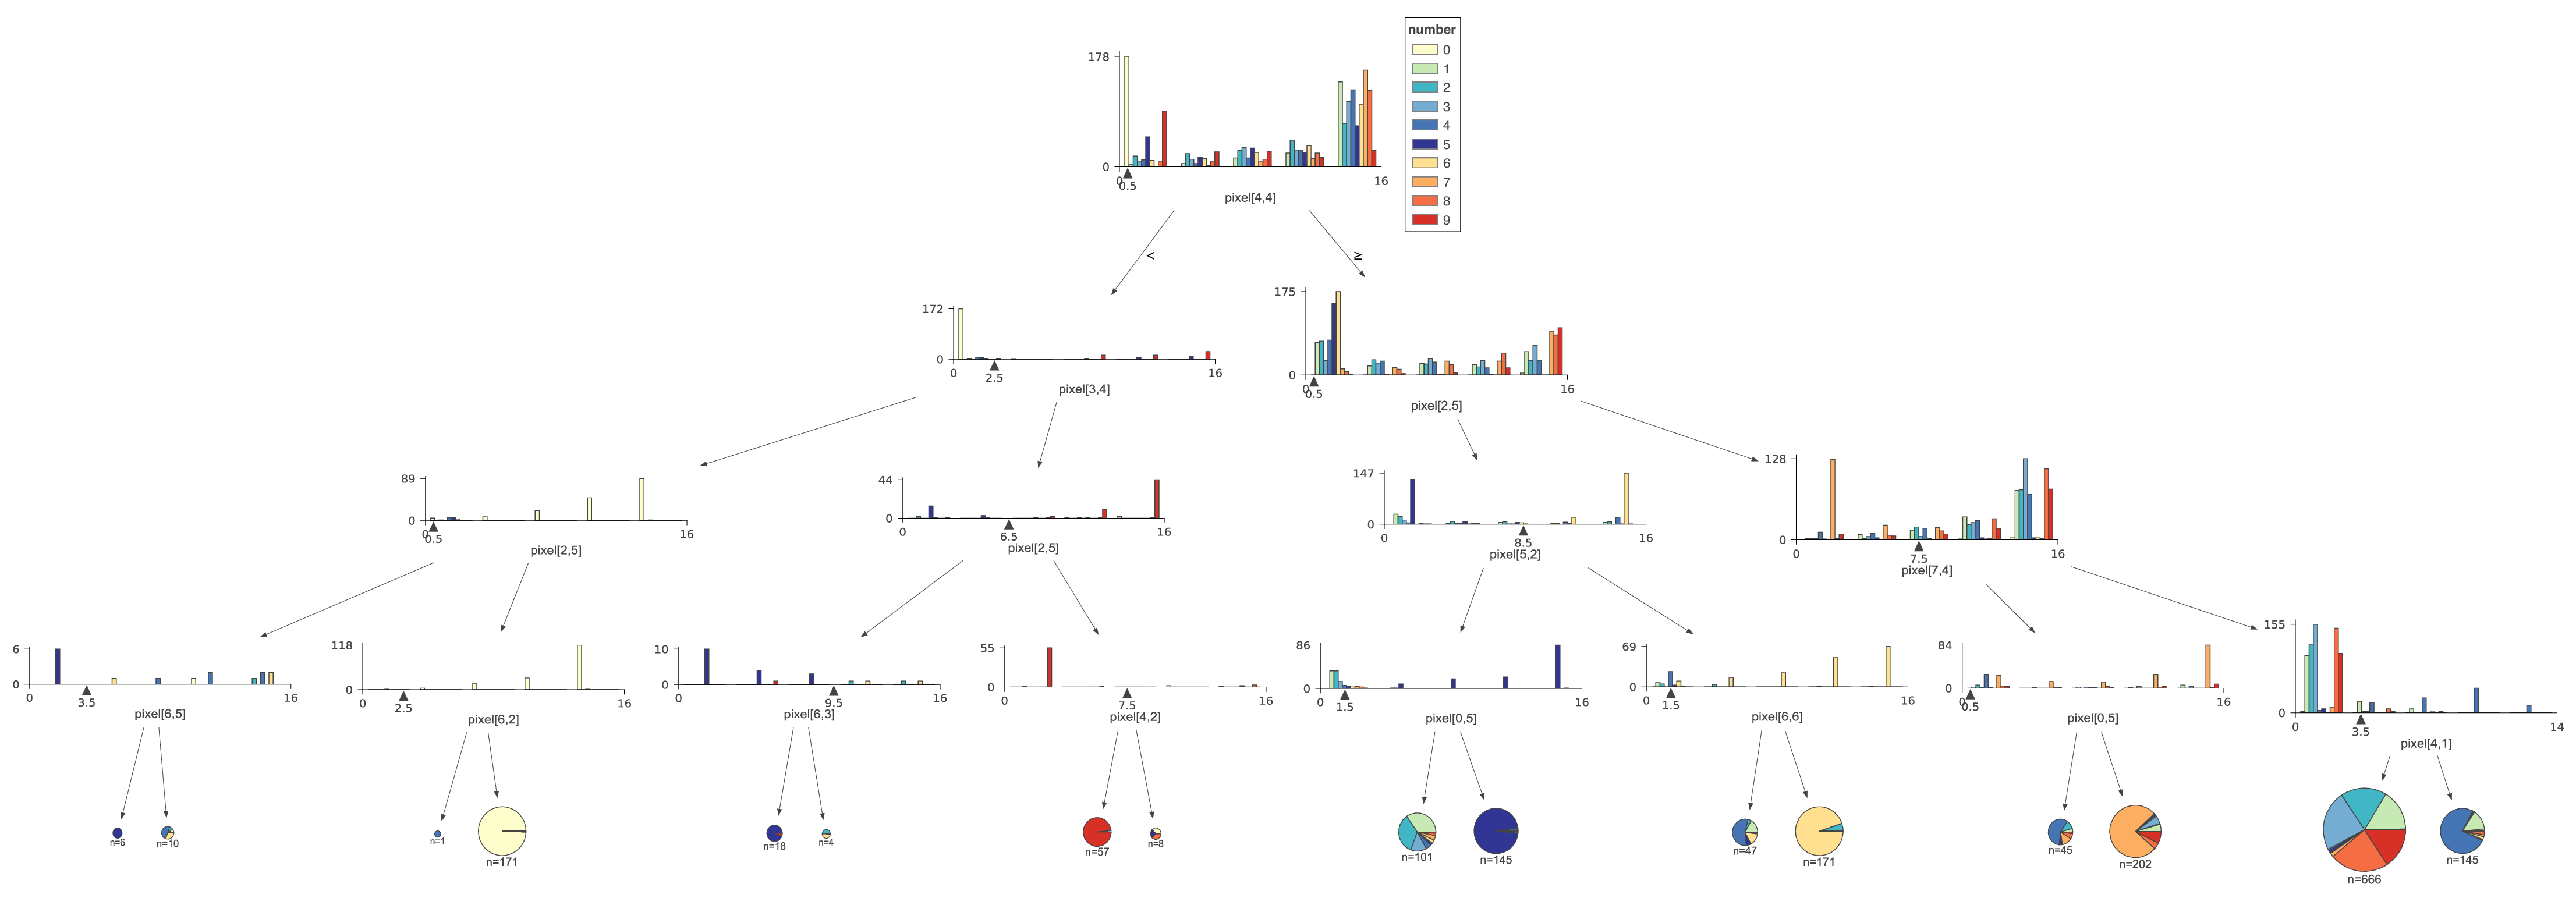 number
0
1
2
3
4
5
6
7
8
9
178
0
0
0.5
16
pixel[4,4]
<
≥
172
0
0
2.5
16
pixel[3,4]
175
0
0
0.5
16
pixel[2,5]
89
0
0
0.5
16
pixel[2,5]
44
0
0
6.5
16
pixel[2,5]
147
0
0
8.5
16
pixel[5,2]
128
0
0
7.5
16
pixel[7,4]
6
0
0
3.5
16
pixel[6,5]
118
0
0
2.5
16
pixel[6,2]
10
0
0
9.5
16
pixel[6,3]
55
0
0
7.5
16
pixel[4,2]
86
0
0
1.5
16
pixel[0,5]
69
0
0
1.5
16
pixel[6,6]
84
0
0
0.5
16
pixel[0,5]
155
0
0
3.5
14
pixel[4,1]
n=6
n=10
n=1
n=171
n=18
n=4
n=57
n=8
n=101
n=145
n=47
n=171
n=45
n=202
n=666
n=145